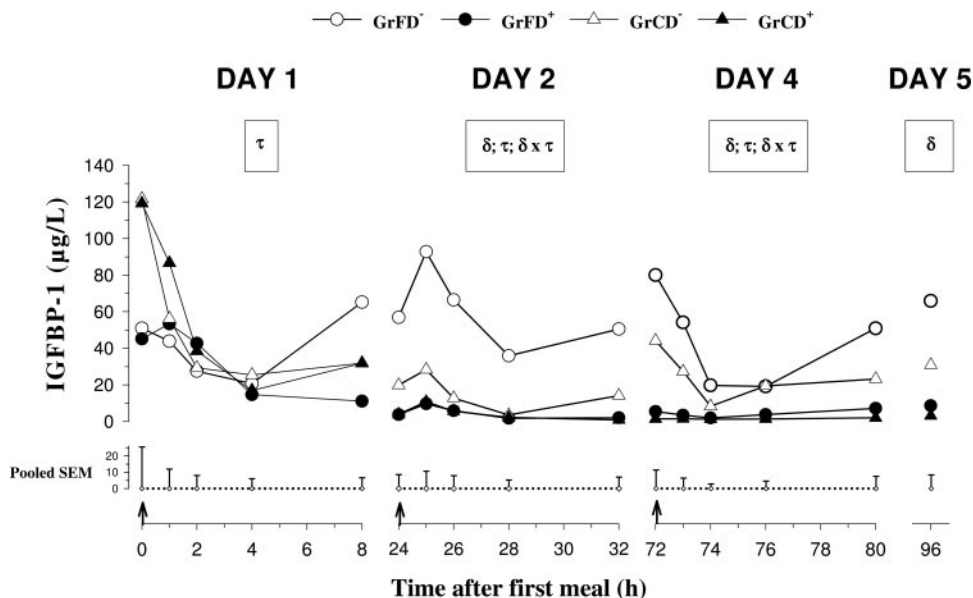 GrFD⁻ GrFD⁺ GrCD⁻ GrCD⁺
DAY 1 DAY 2 DAY 4 DAY 5
τ δ; τ; δ x τ δ; τ; δ x τ δ
140
120
100
80
60
40
20
0
IGFBP-1 (µg/L)
Pooled SEM
20
10
0
0 2 4 6 8 24 26 28 30 32 72 74 76 78 80 96
Time after first meal (h)